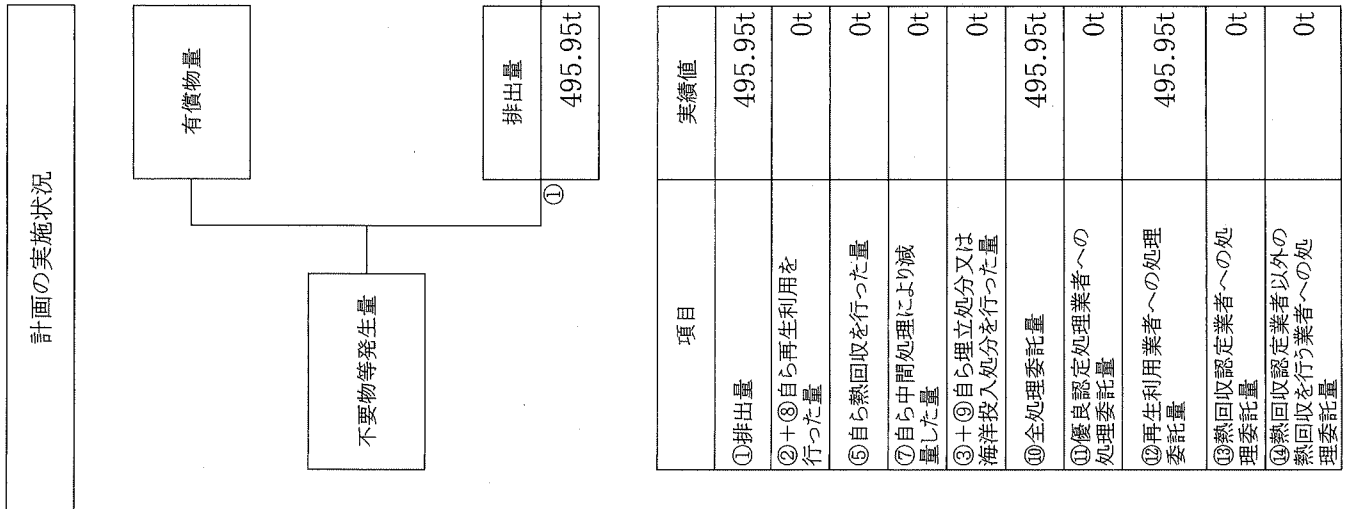 計画の実施状況
有償物量
不要物等発生量
排出量
① 495.95t
項目 実績値
①排出量 495.95t
②+⑧自ら再生利用を
行った量 0t
⑤自ら熱回収を行った量 0t
⑦自ら中間処理により減
量した量 0t
③+⑨自ら埋立処分又は
海洋投入処分を行った量 0t
⑩全処理委託量 495.95t
⑪優良認定処理業者への
処理委託量 0t
⑫再生利用業者への処理
委託量 495.95t
⑬熱回収認定業者への処
理委託量 0t
⑭熱回収認定業者以外の
熱回収を行う業者への処
理委託量 0t